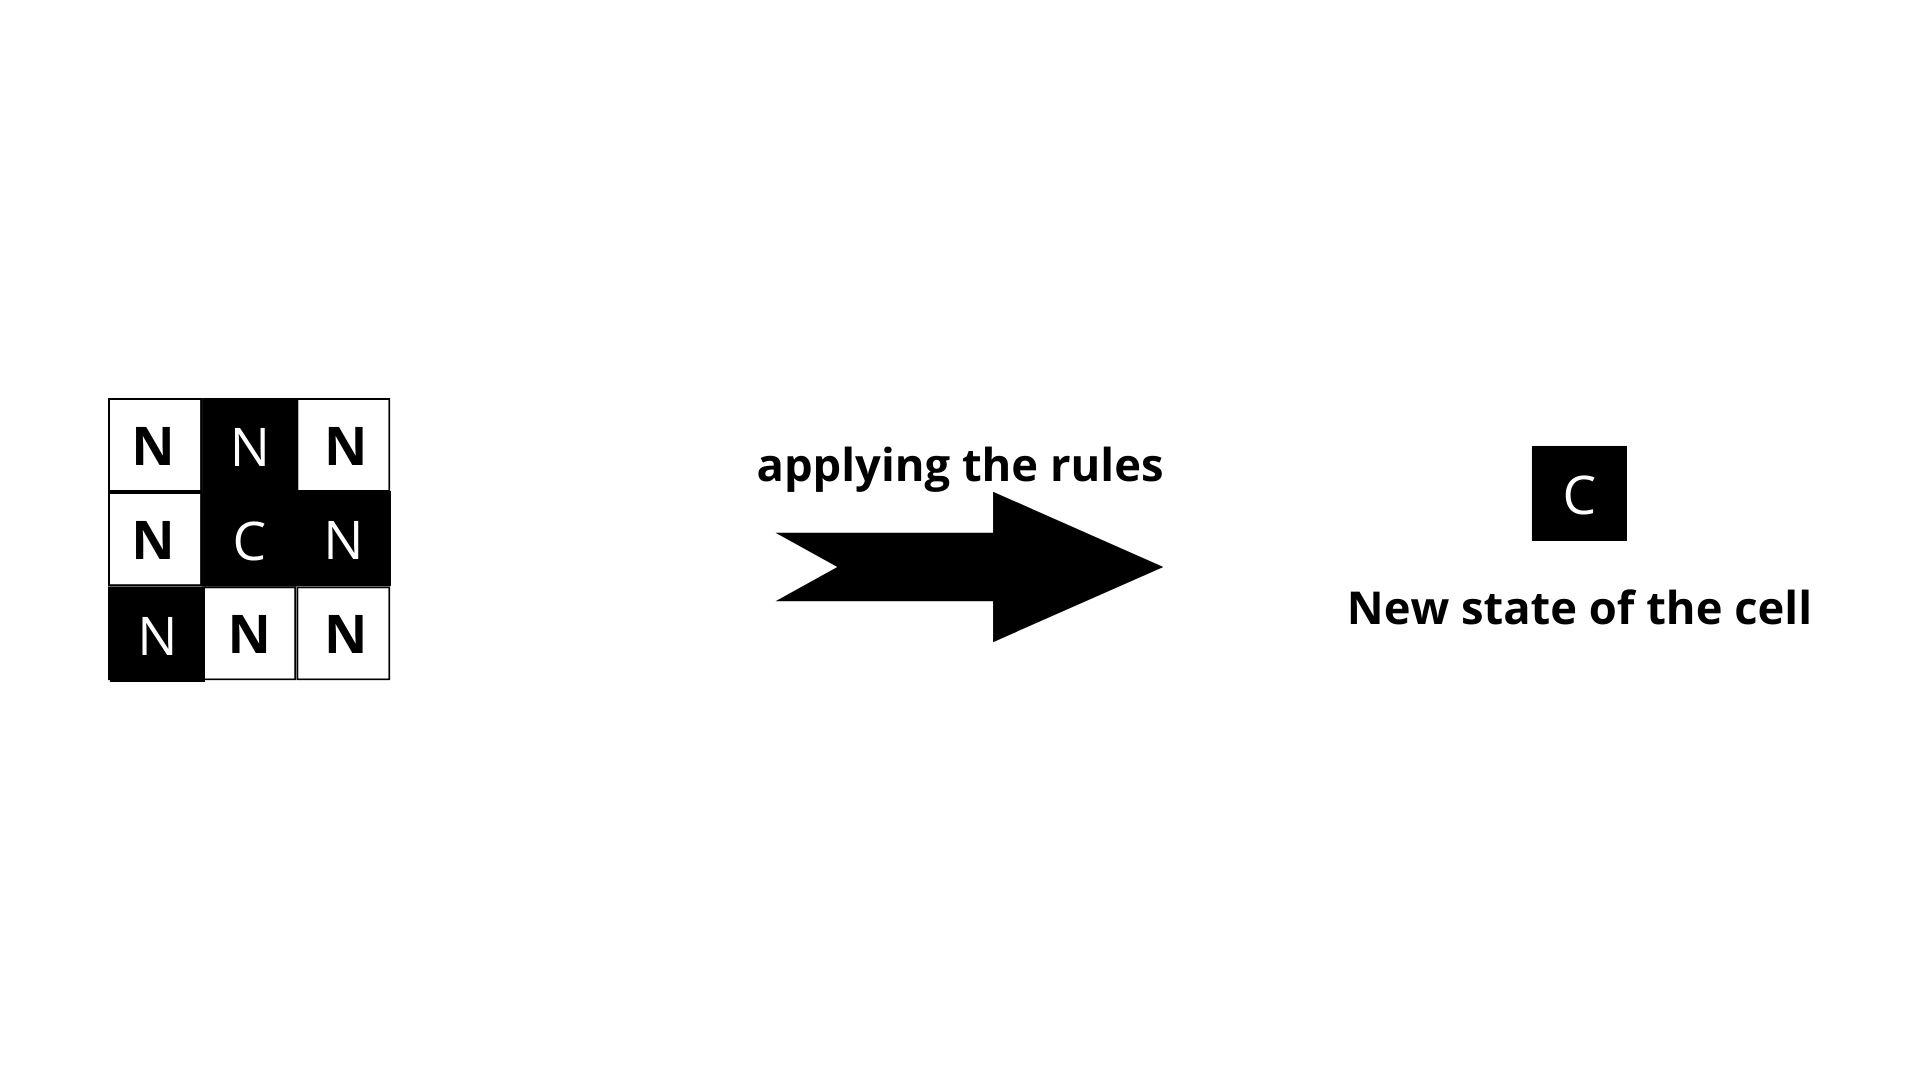 N N N
N C N
N N N
applying the rules
C
New state of the cell